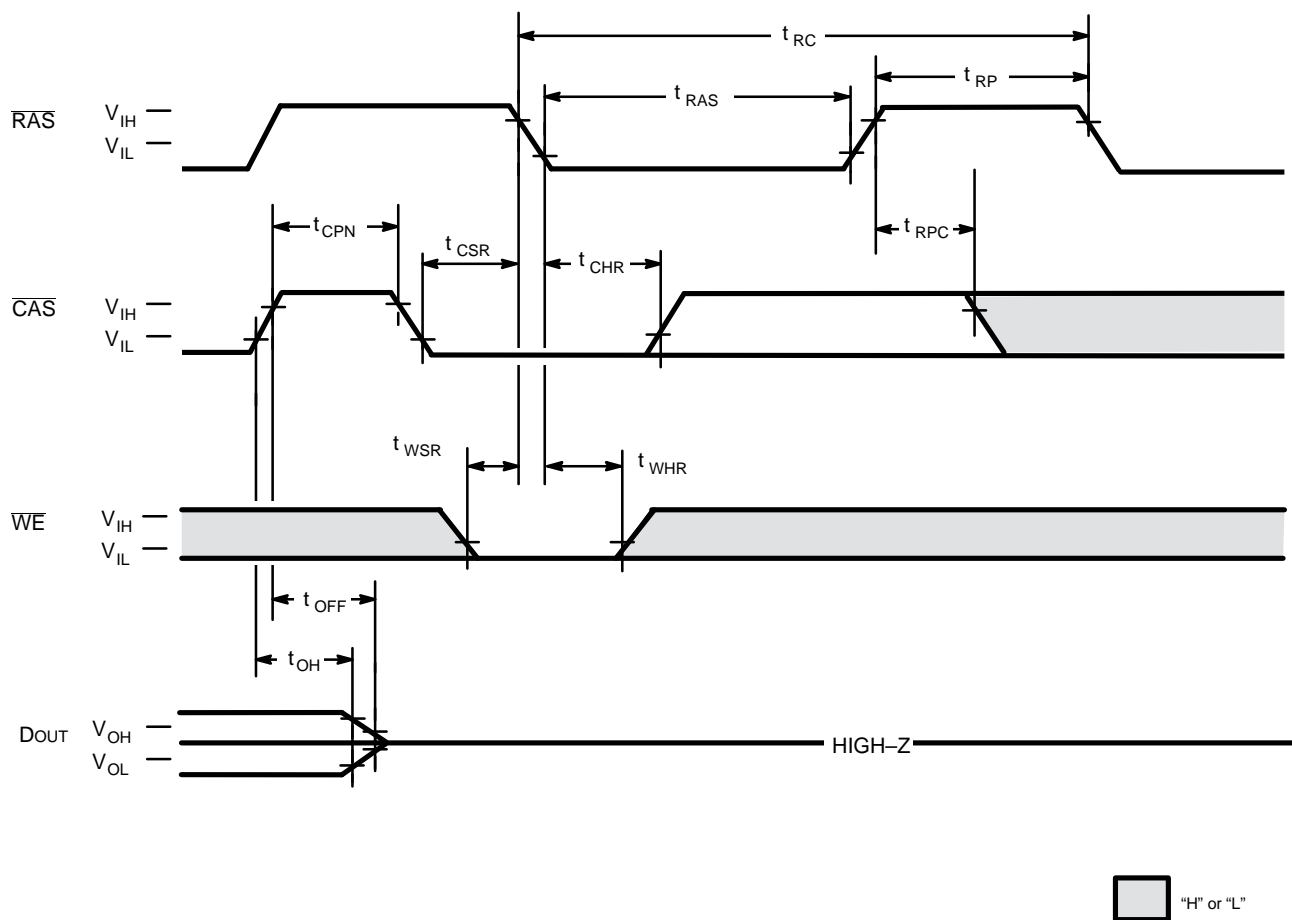 t RC
t RP
t RAS
RAS
V IH
V IL
t CPN
t CSR
t CHR
t RPC
CAS
V IH
V IL
t WSR
t WHR
WE
V IH
V IL
t OFF
t OH
DOUT
V OH
V OL
HIGH–Z
“H” or “L”